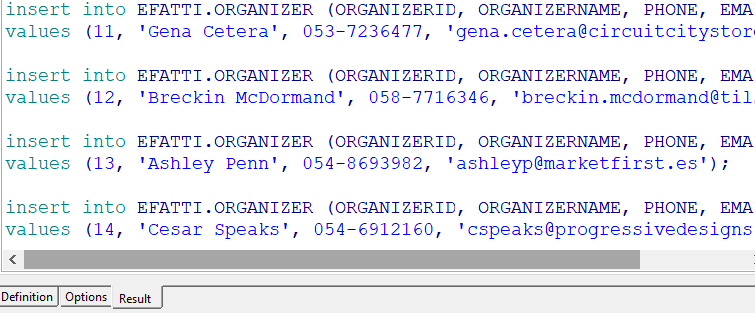 insert into EFATTI.ORGANIZER (ORGANIZERID, ORGANIZERNAME, PHONE, EMA
values (11, 'Gena Cetera', 053-7236477, 'gena.cetera@circuitcitystor
insert into EFATTI.ORGANIZER (ORGANIZERID, ORGANIZERNAME, PHONE, EMA
values (12, 'Breckin McDormand', 058-7716346, 'breckin.mcdormand@til
insert into EFATTI.ORGANIZER (ORGANIZERID, ORGANIZERNAME, PHONE, EMA
values (13, 'Ashley Penn', 054-8693982, 'ashleyp@marketfirst.es');
insert into EFATTI.ORGANIZER (ORGANIZERID, ORGANIZERNAME, PHONE, EMA
values (14, 'Cesar Speaks', 054-6912160, 'cspeaks@progressivedesigns
Definition Options Result